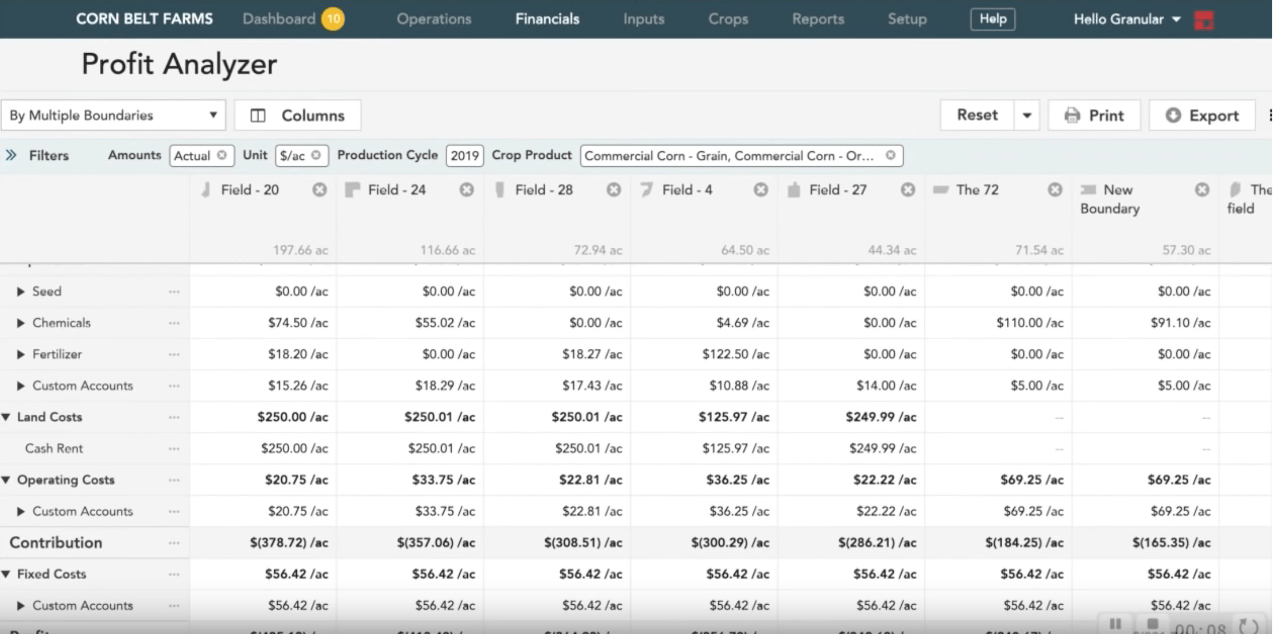 CORN BELT FARMS Dashboard 10 Operations Financials Inputs Crops Reports Setup Help Hello Granular
Profit Analyzer
By Multiple Boundaries Columns Reset Print Export
Filters Amounts Actual Unit $/ac Production Cycle 2019 Crop Product Commercial Corn - Grain, Commercial Corn - Or...
Field - 20 Field - 24 Field - 28 Field - 4 Field - 27 The 72 New The
Boundary field
197.66 ac 116.66 ac 72.94 ac 64.50 ac 44.34 ac 71.54 ac 57.30 ac
Seed $0.00 /ac $0.00 /ac $0.00 /ac $0.00 /ac $0.00 /ac $0.00 /ac $0.00 /ac
Chemicals $74.50 /ac $55.02 /ac $0.00 /ac $4.69 /ac $0.00 /ac $110.00 /ac $91.10 /ac
Fertilizer $18.20 /ac $0.00 /ac $18.27 /ac $122.50 /ac $0.00 /ac $0.00 /ac $0.00 /ac
Custom Accounts $15.26 /ac $18.29 /ac $17.43 /ac $10.88 /ac $14.00 /ac $5.00 /ac $5.00 /ac
Land Costs $250.00 /ac $250.01 /ac $250.01 /ac $125.97 /ac $249.99 /ac -- --
Cash Rent $250.00 /ac $250.01 /ac $250.01 /ac $125.97 /ac $249.99 /ac -- --
Operating Costs $20.75 /ac $33.75 /ac $22.81 /ac $36.25 /ac $22.22 /ac $69.25 /ac $69.25 /ac
Custom Accounts $20.75 /ac $33.75 /ac $22.81 /ac $36.25 /ac $22.22 /ac $69.25 /ac $69.25 /ac
Contribution $(378.72) /ac $(357.06) /ac $(308.51) /ac $(300.29) /ac $(286.21) /ac $(184.25) /ac $(165.35) /ac
Fixed Costs $56.42 /ac $56.42 /ac $56.42 /ac $56.42 /ac $56.42 /ac $56.42 /ac $56.42 /ac
Custom Accounts $56.42 /ac $56.42 /ac $56.42 /ac $56.42 /ac $56.42 /ac $56.42 /ac $56.42 /ac
00:08